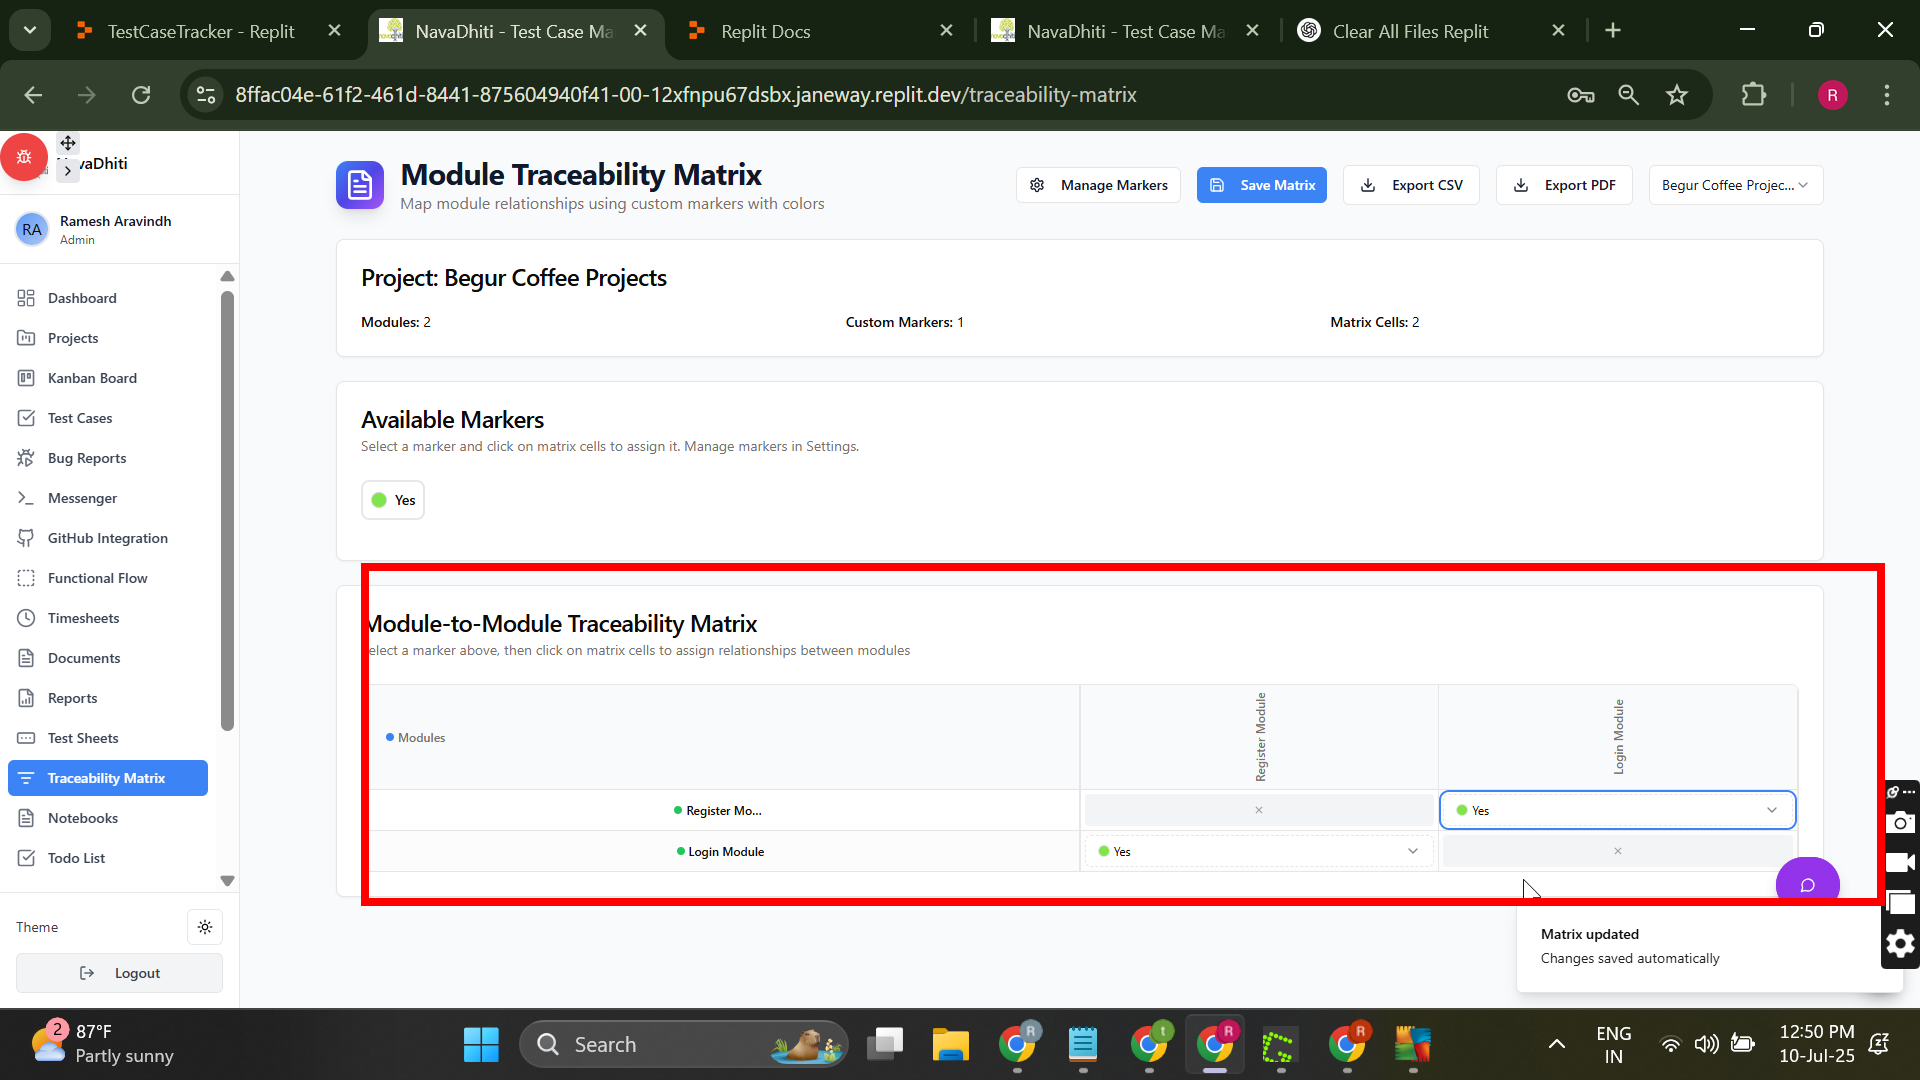 TestCaseTracker - Replit
NavaDhiti - Test Case Ma
Replit Docs
NavaDhiti - Test Case Ma
Clear All Files Replit
8ffac04e-61f2-461d-8441-875604940f41-00-12xfnpu67dsbx.janeway.replit.dev/traceability-matrix
R
vaDhiti
RA
Ramesh Aravindh
Admin
Dashboard
Projects
Kanban Board
Test Cases
Bug Reports
Messenger
GitHub Integration
Functional Flow
Timesheets
Documents
Reports
Test Sheets
Traceability Matrix
Notebooks
Todo List
Theme
Logout
Module Traceability Matrix
Map module relationships using custom markers with colors
Manage Markers
Save Matrix
Export CSV
Export PDF
Begur Coffee Projec...
Project: Begur Coffee Projects
Modules: 2
Custom Markers: 1
Matrix Cells: 2
Available Markers
Select a marker and click on matrix cells to assign it. Manage markers in Settings.
Yes
Module-to-Module Traceability Matrix
elect a marker above, then click on matrix cells to assign relationships between modules
Modules
Register Module
Login Module
Register Mo...
×
Yes
Login Module
Yes
×
Matrix updated
Changes saved automatically
2
87°F
Partly sunny
Search
R
t
R
R
ENG
IN
12:50 PM
10-Jul-25